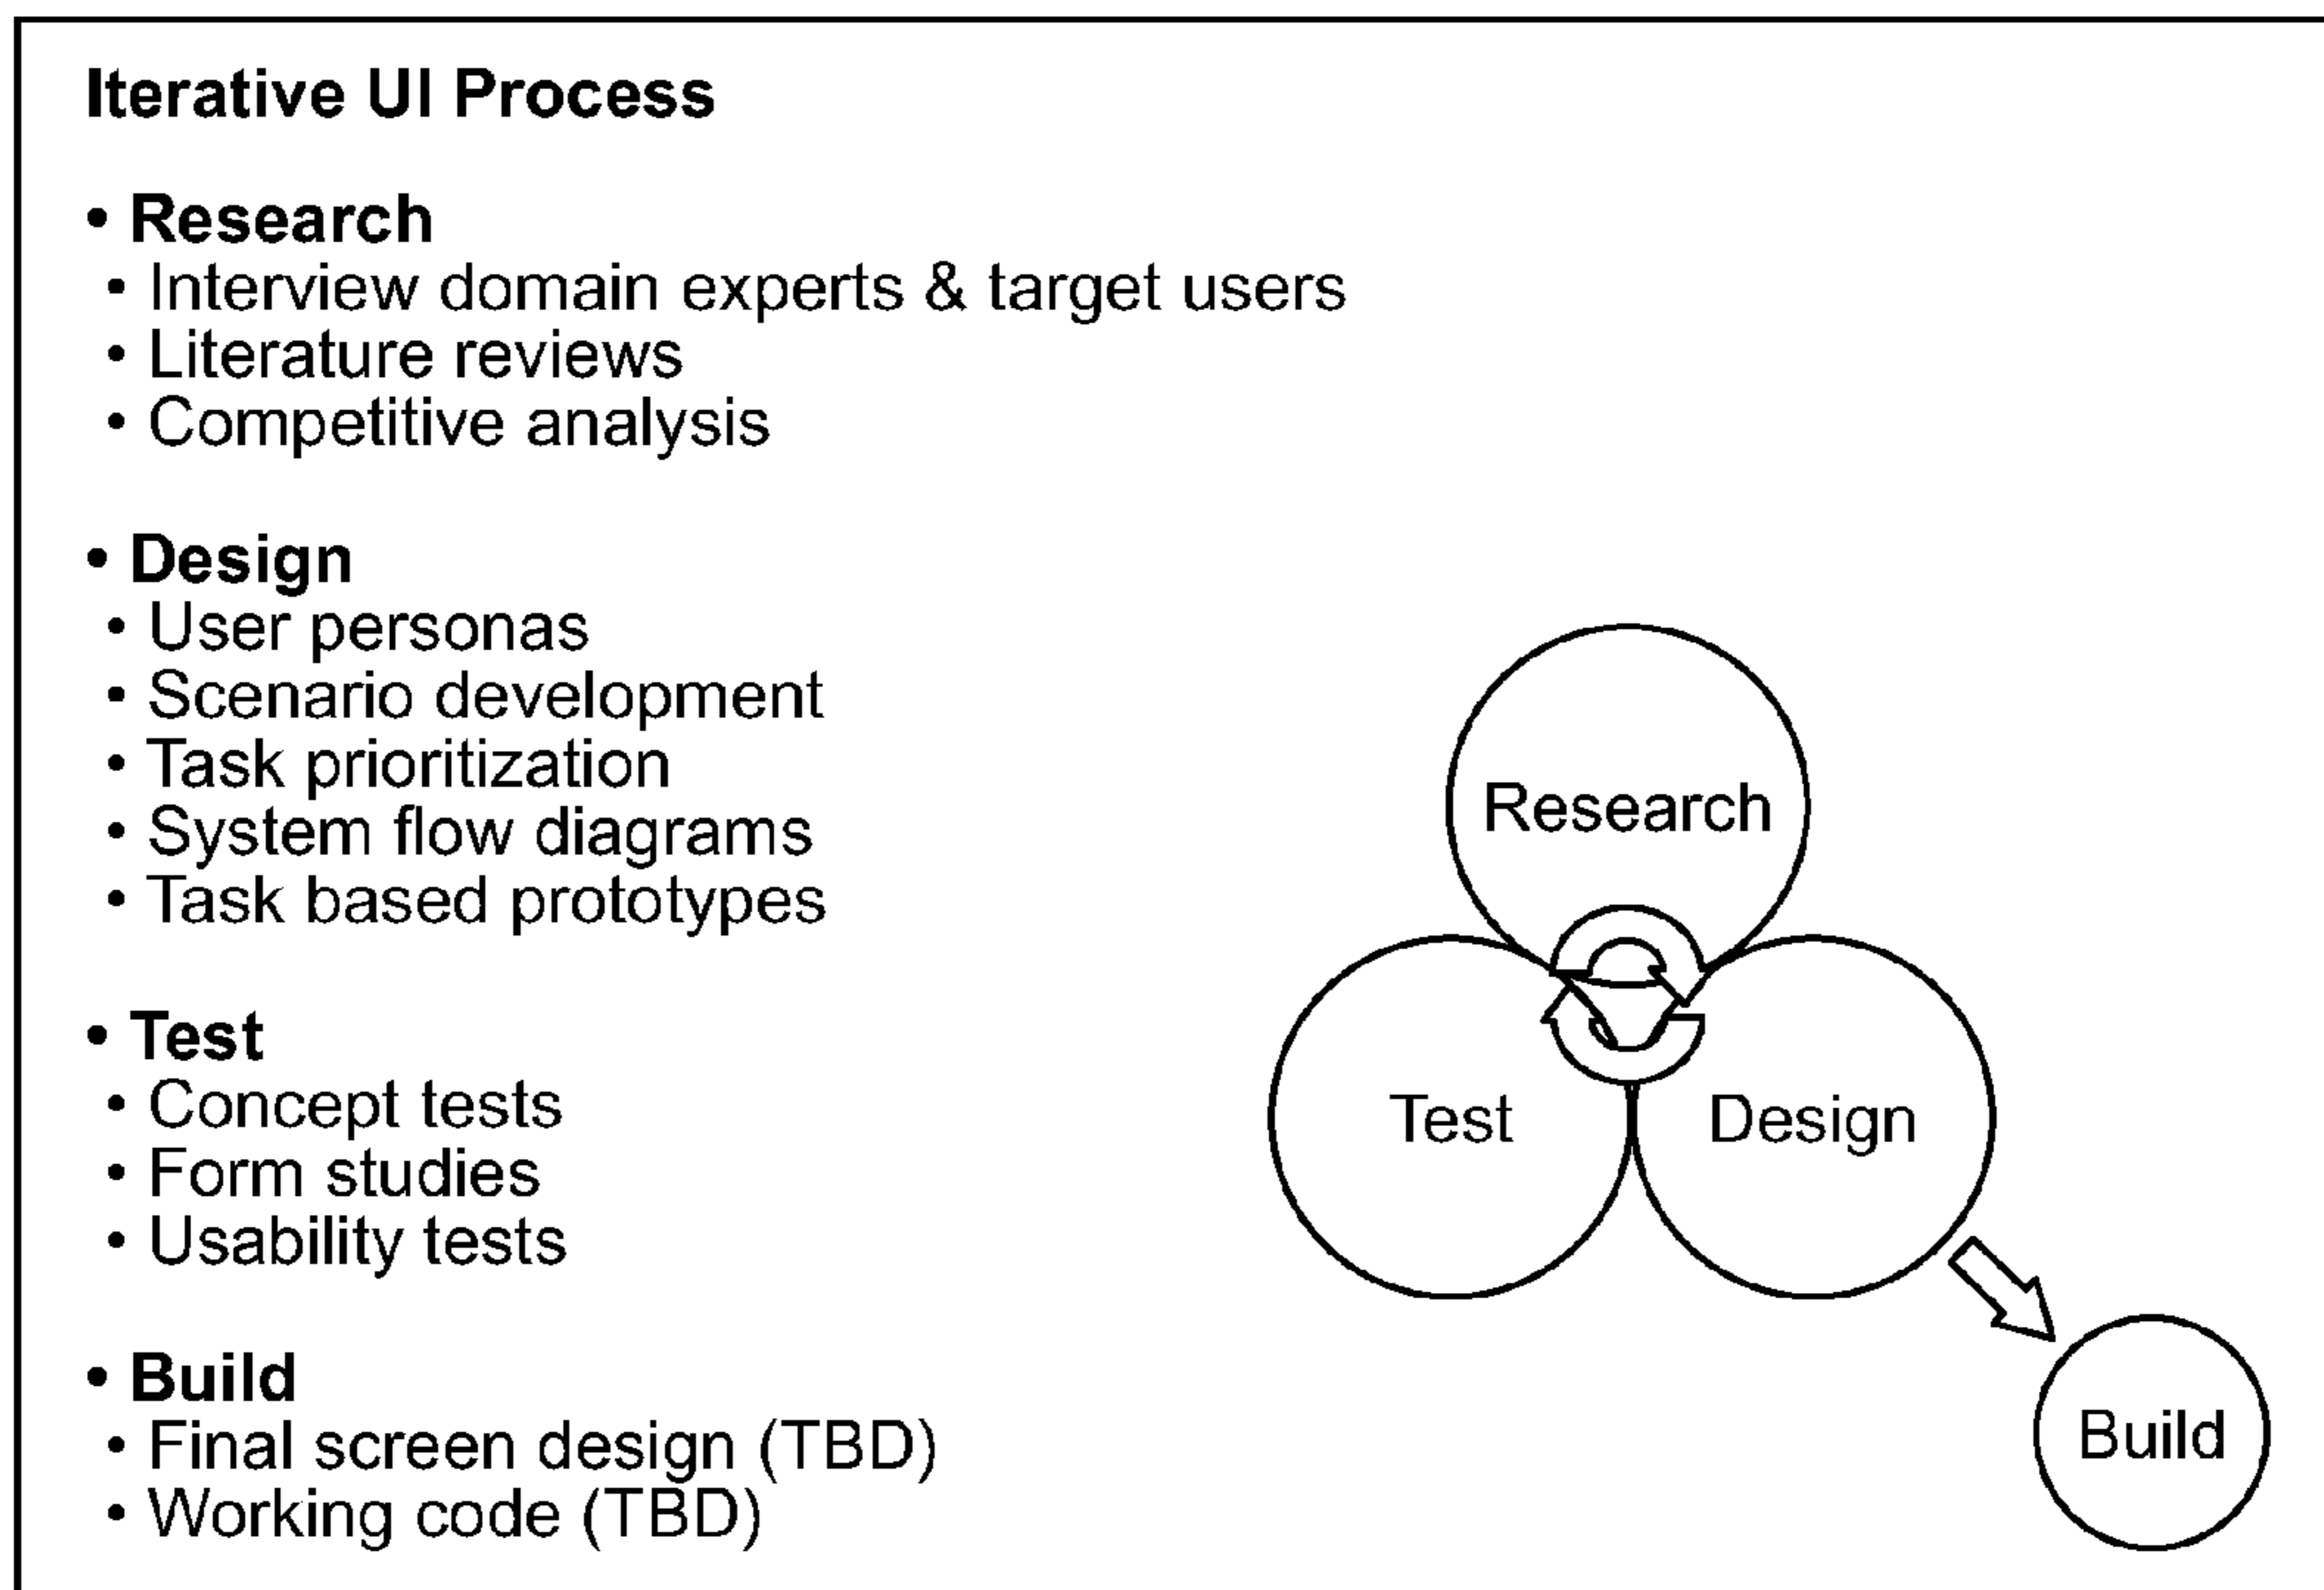 Iterative UI Process
• Research
• Interview domain experts & target users
• Literature reviews
• Competitive analysis
• Design
• User personas
• Scenario development
• Task prioritization
• System flow diagrams
• Task based prototypes
• Test
• Concept tests
• Form studies
• Usability tests
• Build
• Final screen design (TBD)
• Working code (TBD)
Research
Test
Design
Build